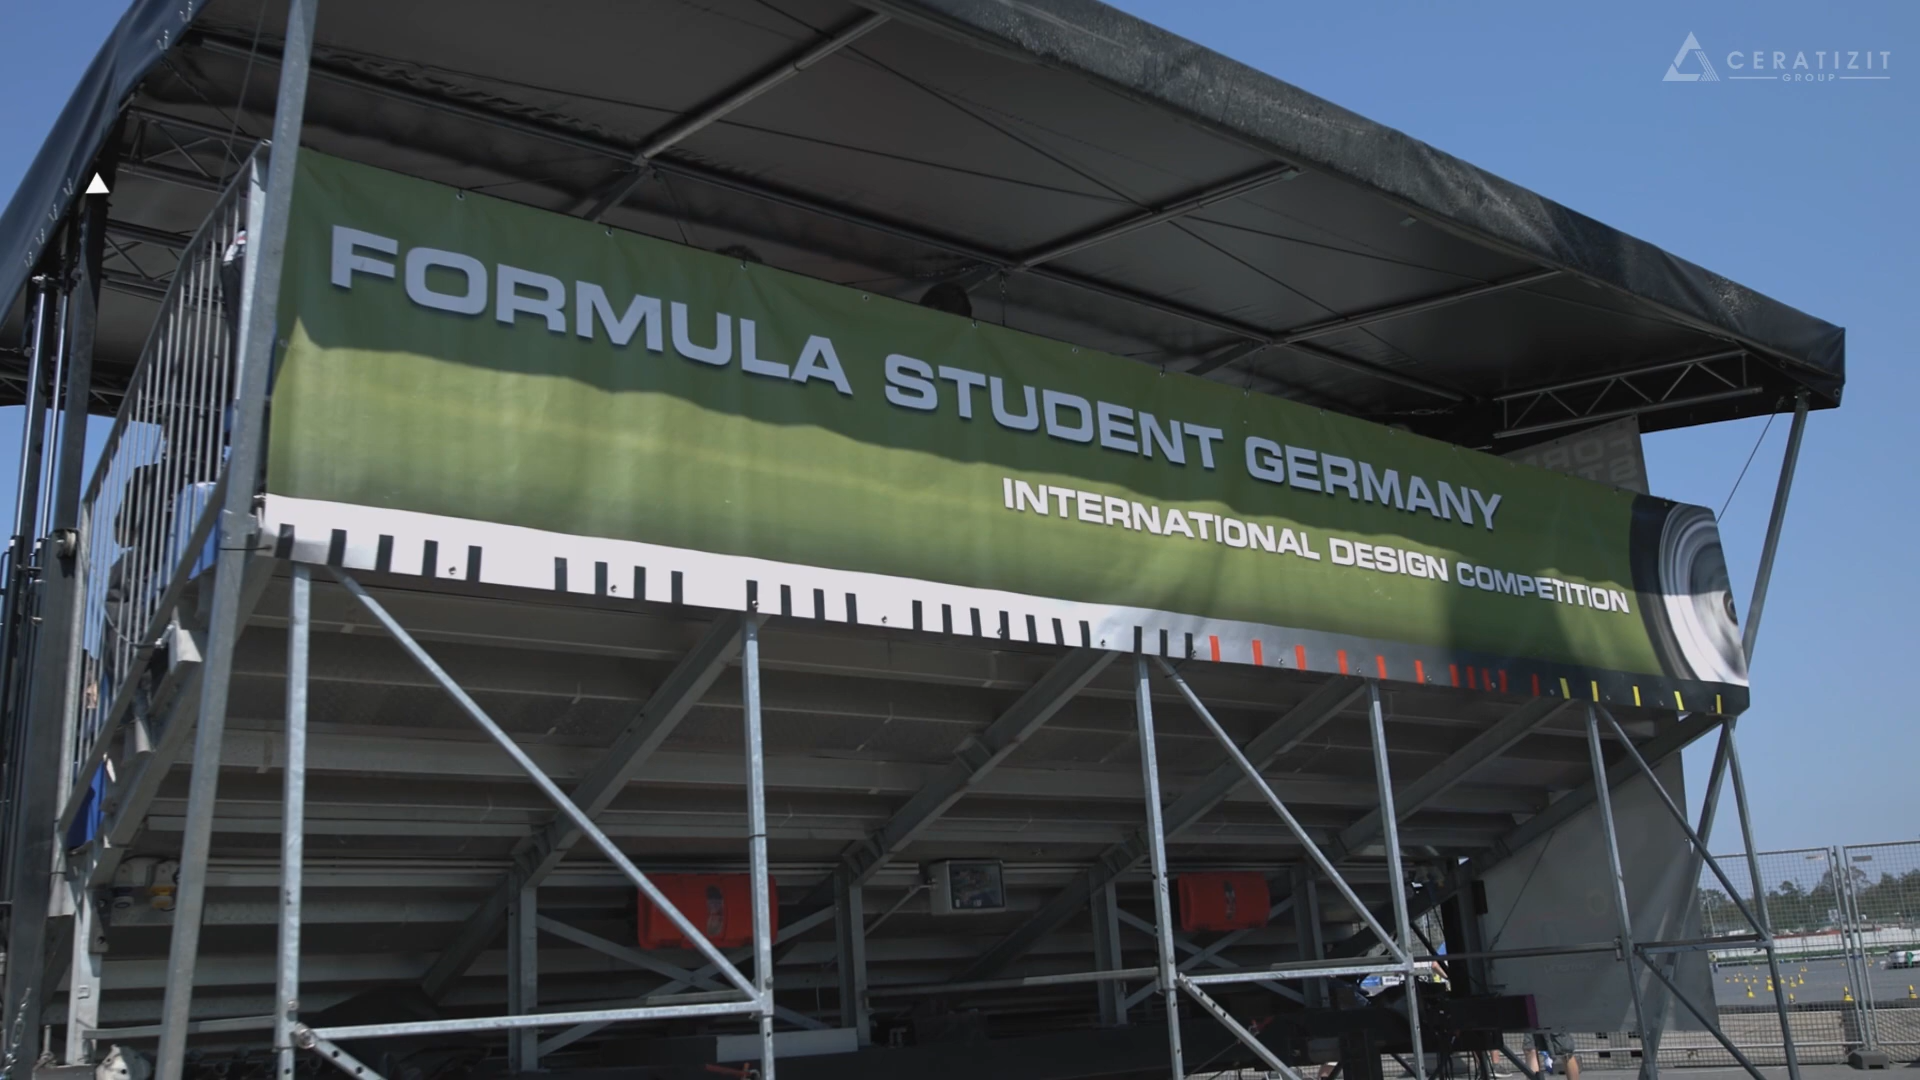 CERATIZIT
GROUP
FORMULA STUDENT GERMANY
INTERNATIONAL DESIGN COMPETITION